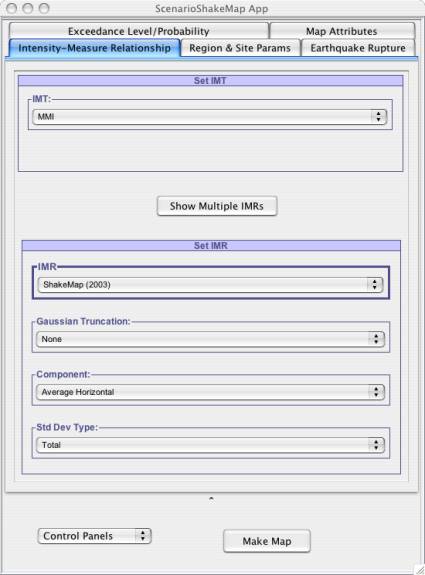 ScenarioShakeMap App
Exceedance Level/Probability Map Attributes
Intensity-Measure Relationship Region & Site Params Earthquake Rupture
Set IMT
IMT:
MMI
Show Multiple IMRs
Set IMR
IMR
ShakeMap (2003)
Gaussian Truncation:
None
Component:
Average Horizontal
Std Dev Type:
Total
Control Panels
Make Map